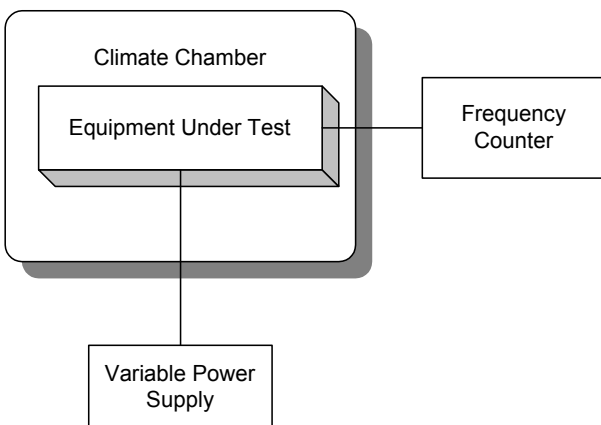 Climate Chamber
Equipment Under Test
Frequency
Counter
Variable Power
Supply